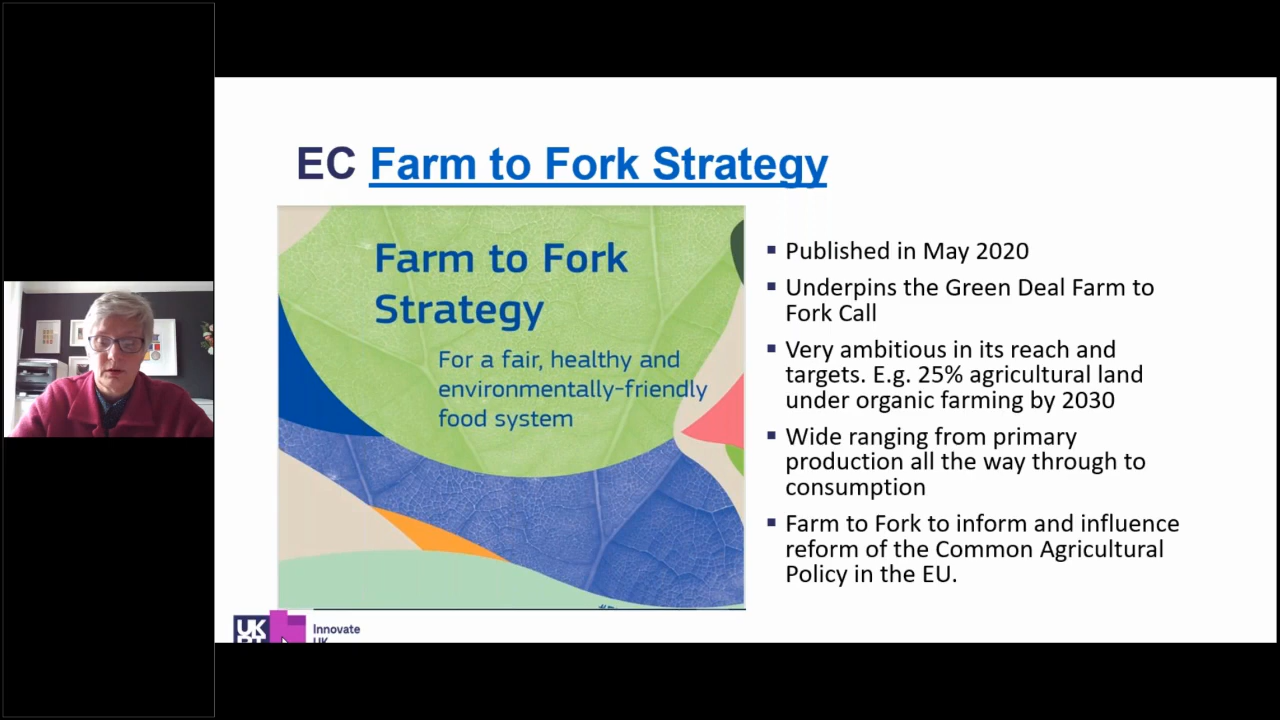 EC Farm to Fork Strategy
Farm to Fork
Strategy
For a fair, healthy and
environmentally-friendly
food system
Published in May 2020
Underpins the Green Deal Farm to
Fork Call
Very ambitious in its reach and
targets. E.g. 25% agricultural land
under organic farming by 2030
Wide ranging from primary
production all the way through to
consumption
Farm to Fork to inform and influence
reform of the Common Agricultural
Policy in the EU.
UK
Innovate
UK